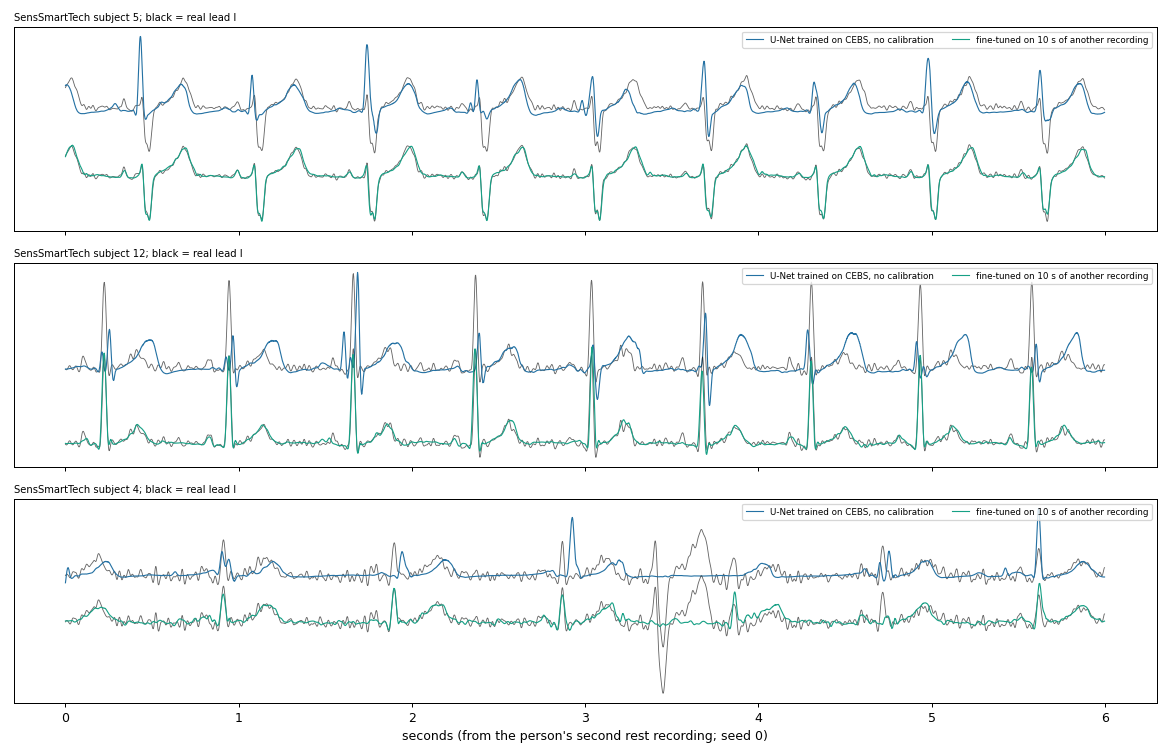 SensSmartTech subject 5; black = real lead I
U-Net trained on CEBS, no calibration
fine-tuned on 10 s of another recording
SensSmartTech subject 12; black = real lead I
U-Net trained on CEBS, no calibration
fine-tuned on 10 s of another recording
SensSmartTech subject 4; black = real lead I
U-Net trained on CEBS, no calibration
fine-tuned on 10 s of another recording
0 1 2 3 4 5 6
seconds (from the person's second rest recording; seed 0)